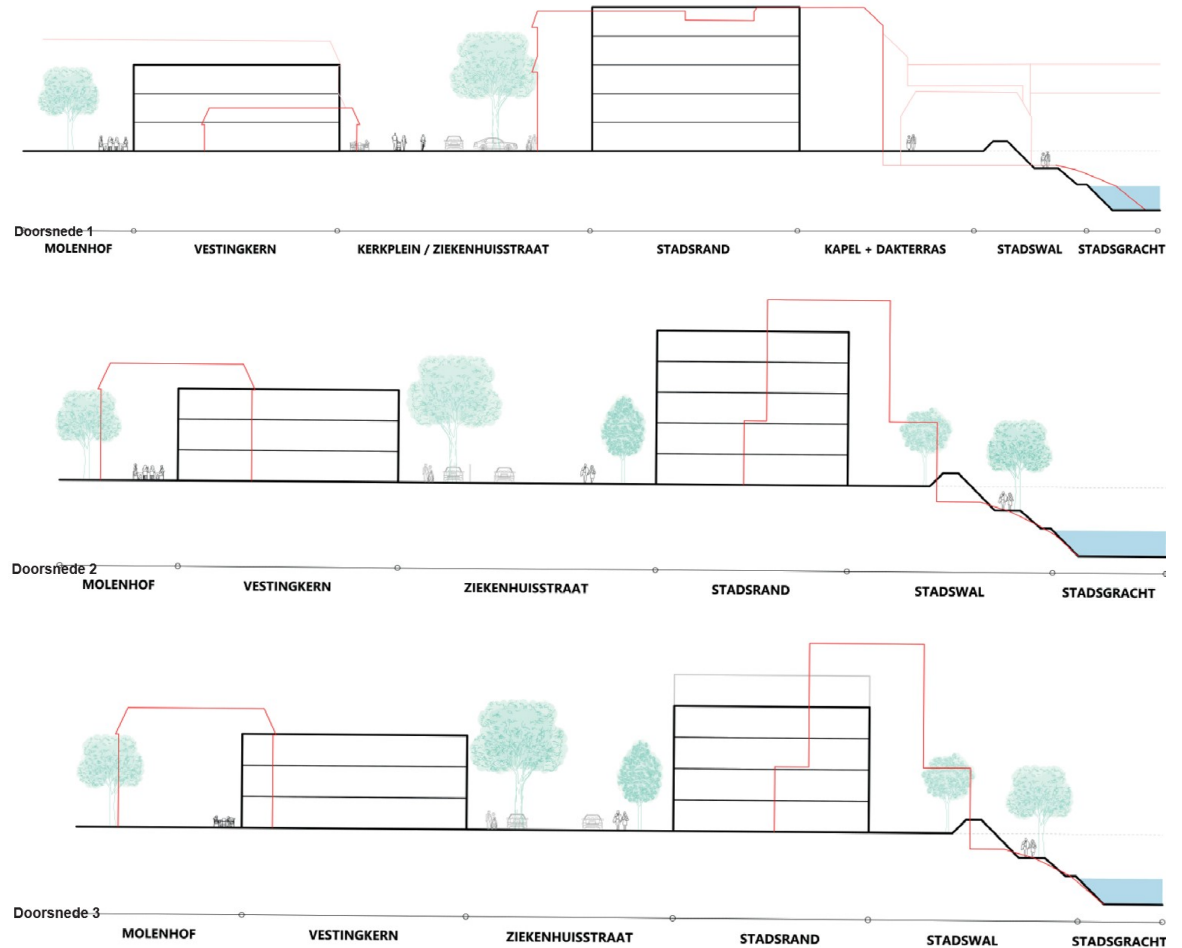 Doorsnede 1
MOLENHOF VESTINGKERN KERKPLEIN / ZIEKENHUISSTRAAT STADSRAND KAPEL + DAKTERRAS STADSWAL STADSGRACHT
Doorsnede 2
MOLENHOF VESTINGKERN ZIEKENHUISSTRAAT STADSRAND STADSWAL STADSGRACHT
Doorsnede 3
MOLENHOF VESTINGKERN ZIEKENHUISSTRAAT STADSRAND STADSWAL STADSGRACHT